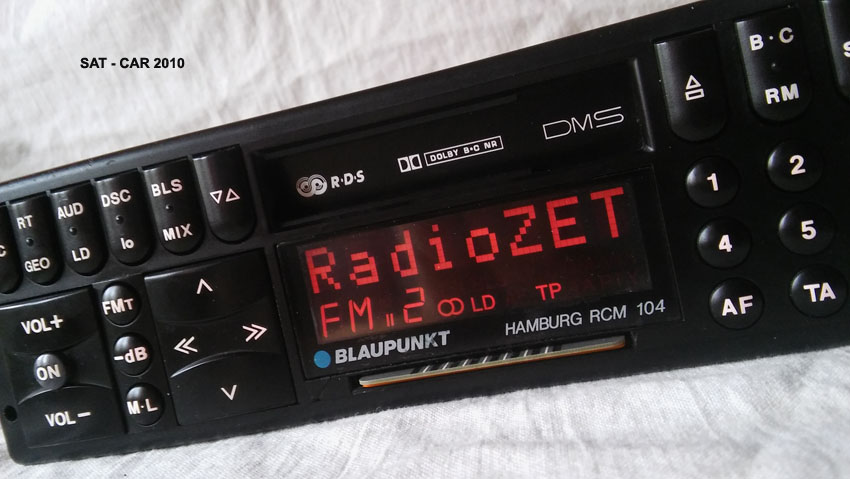 SAT - CAR 2010
B·C
RM
DMS
DOLBY B·C NR
R·D·S
BLS
MIX
DSC
lo
AUD
LD
RT
GEO
C
S
1
2
4
5
AF
TA
RadioZET
FM II 2 LD TP
BLAUPUNKT
HAMBURG RCM 104
VOL+
ON
VOL-
FMT
-dB
M·L